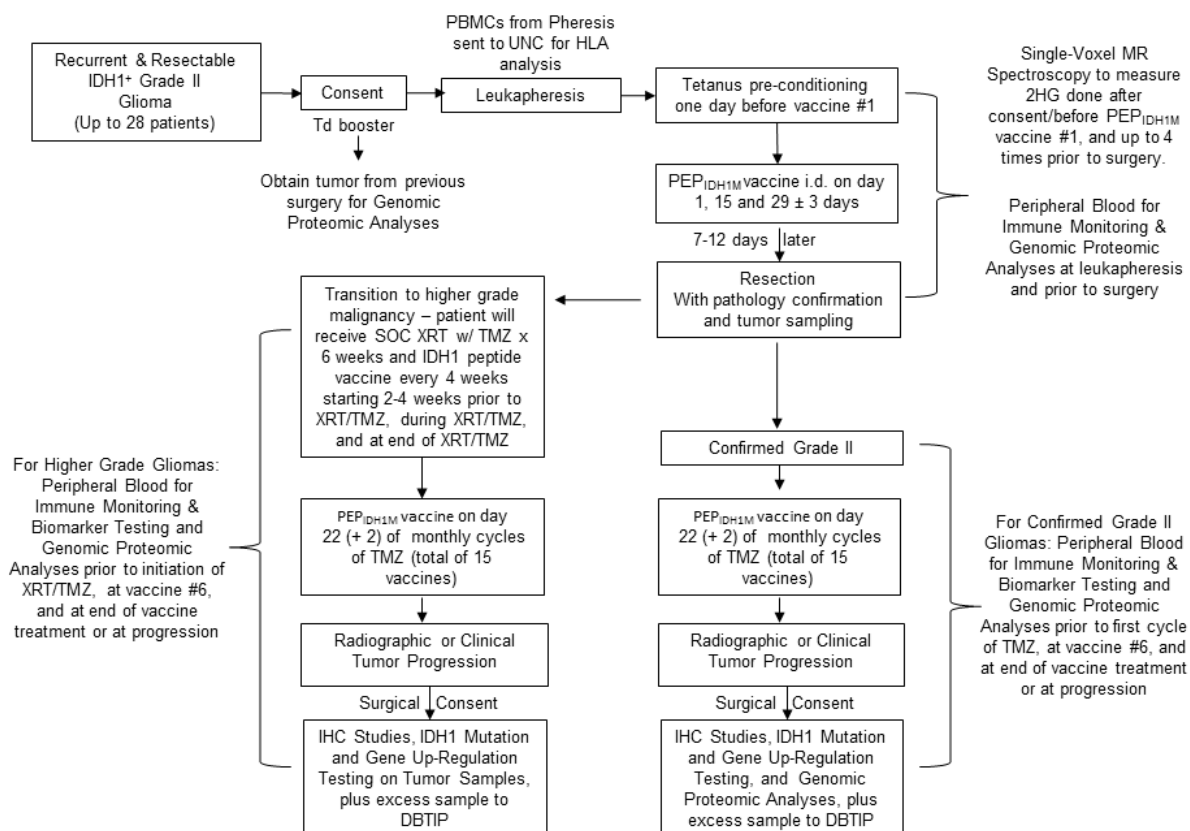 Recurrent & Resectable
IDH1⁺ Grade II
Glioma
(Up to 28 patients)
Consent
Td booster
Obtain tumor from previous
surgery for Genomic
Proteomic Analyses
PBMCs from Pheresis
sent to UNC for HLA
analysis
Leukapheresis
Tetanus pre-conditioning
one day before vaccine #1
PEP_IDH1M vaccine i.d. on day
1, 15 and 29 ± 3 days
7-12 days later
Resection
With pathology confirmation
and tumor sampling
Single-Voxel MR
Spectroscopy to measure
2HG done after
consent/before PEP_IDH1M
vaccine #1, and up to 4
times prior to surgery.
Peripheral Blood for
Immune Monitoring &
Genomic Proteomic
Analyses at leukapheresis
and prior to surgery
Transition to higher grade
malignancy – patient will
receive SOC XRT w/ TMZ x
6 weeks and IDH1 peptide
vaccine every 4 weeks
starting 2-4 weeks prior to
XRT/TMZ, during XRT/TMZ,
and at end of XRT/TMZ
For Higher Grade Gliomas:
Peripheral Blood for
Immune Monitoring &
Biomarker Testing and
Genomic Proteomic
Analyses prior to initiation of
XRT/TMZ, at vaccine #6,
and at end of vaccine
treatment or at progression
PEP_IDH1M vaccine on day
22 (+ 2) of monthly cycles
of TMZ (total of 15
vaccines)
Radiographic or Clinical
Tumor Progression
Surgical Consent
IHC Studies, IDH1 Mutation
and Gene Up-Regulation
Testing on Tumor Samples,
plus excess sample to
DBTIP
Confirmed Grade II
PEP_IDH1M vaccine on day
22 (+ 2) of monthly cycles
of TMZ (total of 15
vaccines)
Radiographic or Clinical
Tumor Progression
Surgical Consent
IHC Studies, IDH1 Mutation
and Gene Up-Regulation
Testing, and Genomic
Proteomic Analyses, plus
excess sample to DBTIP
For Confirmed Grade II
Gliomas: Peripheral Blood
for Immune Monitoring &
Biomarker Testing and
Genomic Proteomic
Analyses prior to first cycle
of TMZ, at vaccine #6, and
at end of vaccine treatment
or at progression